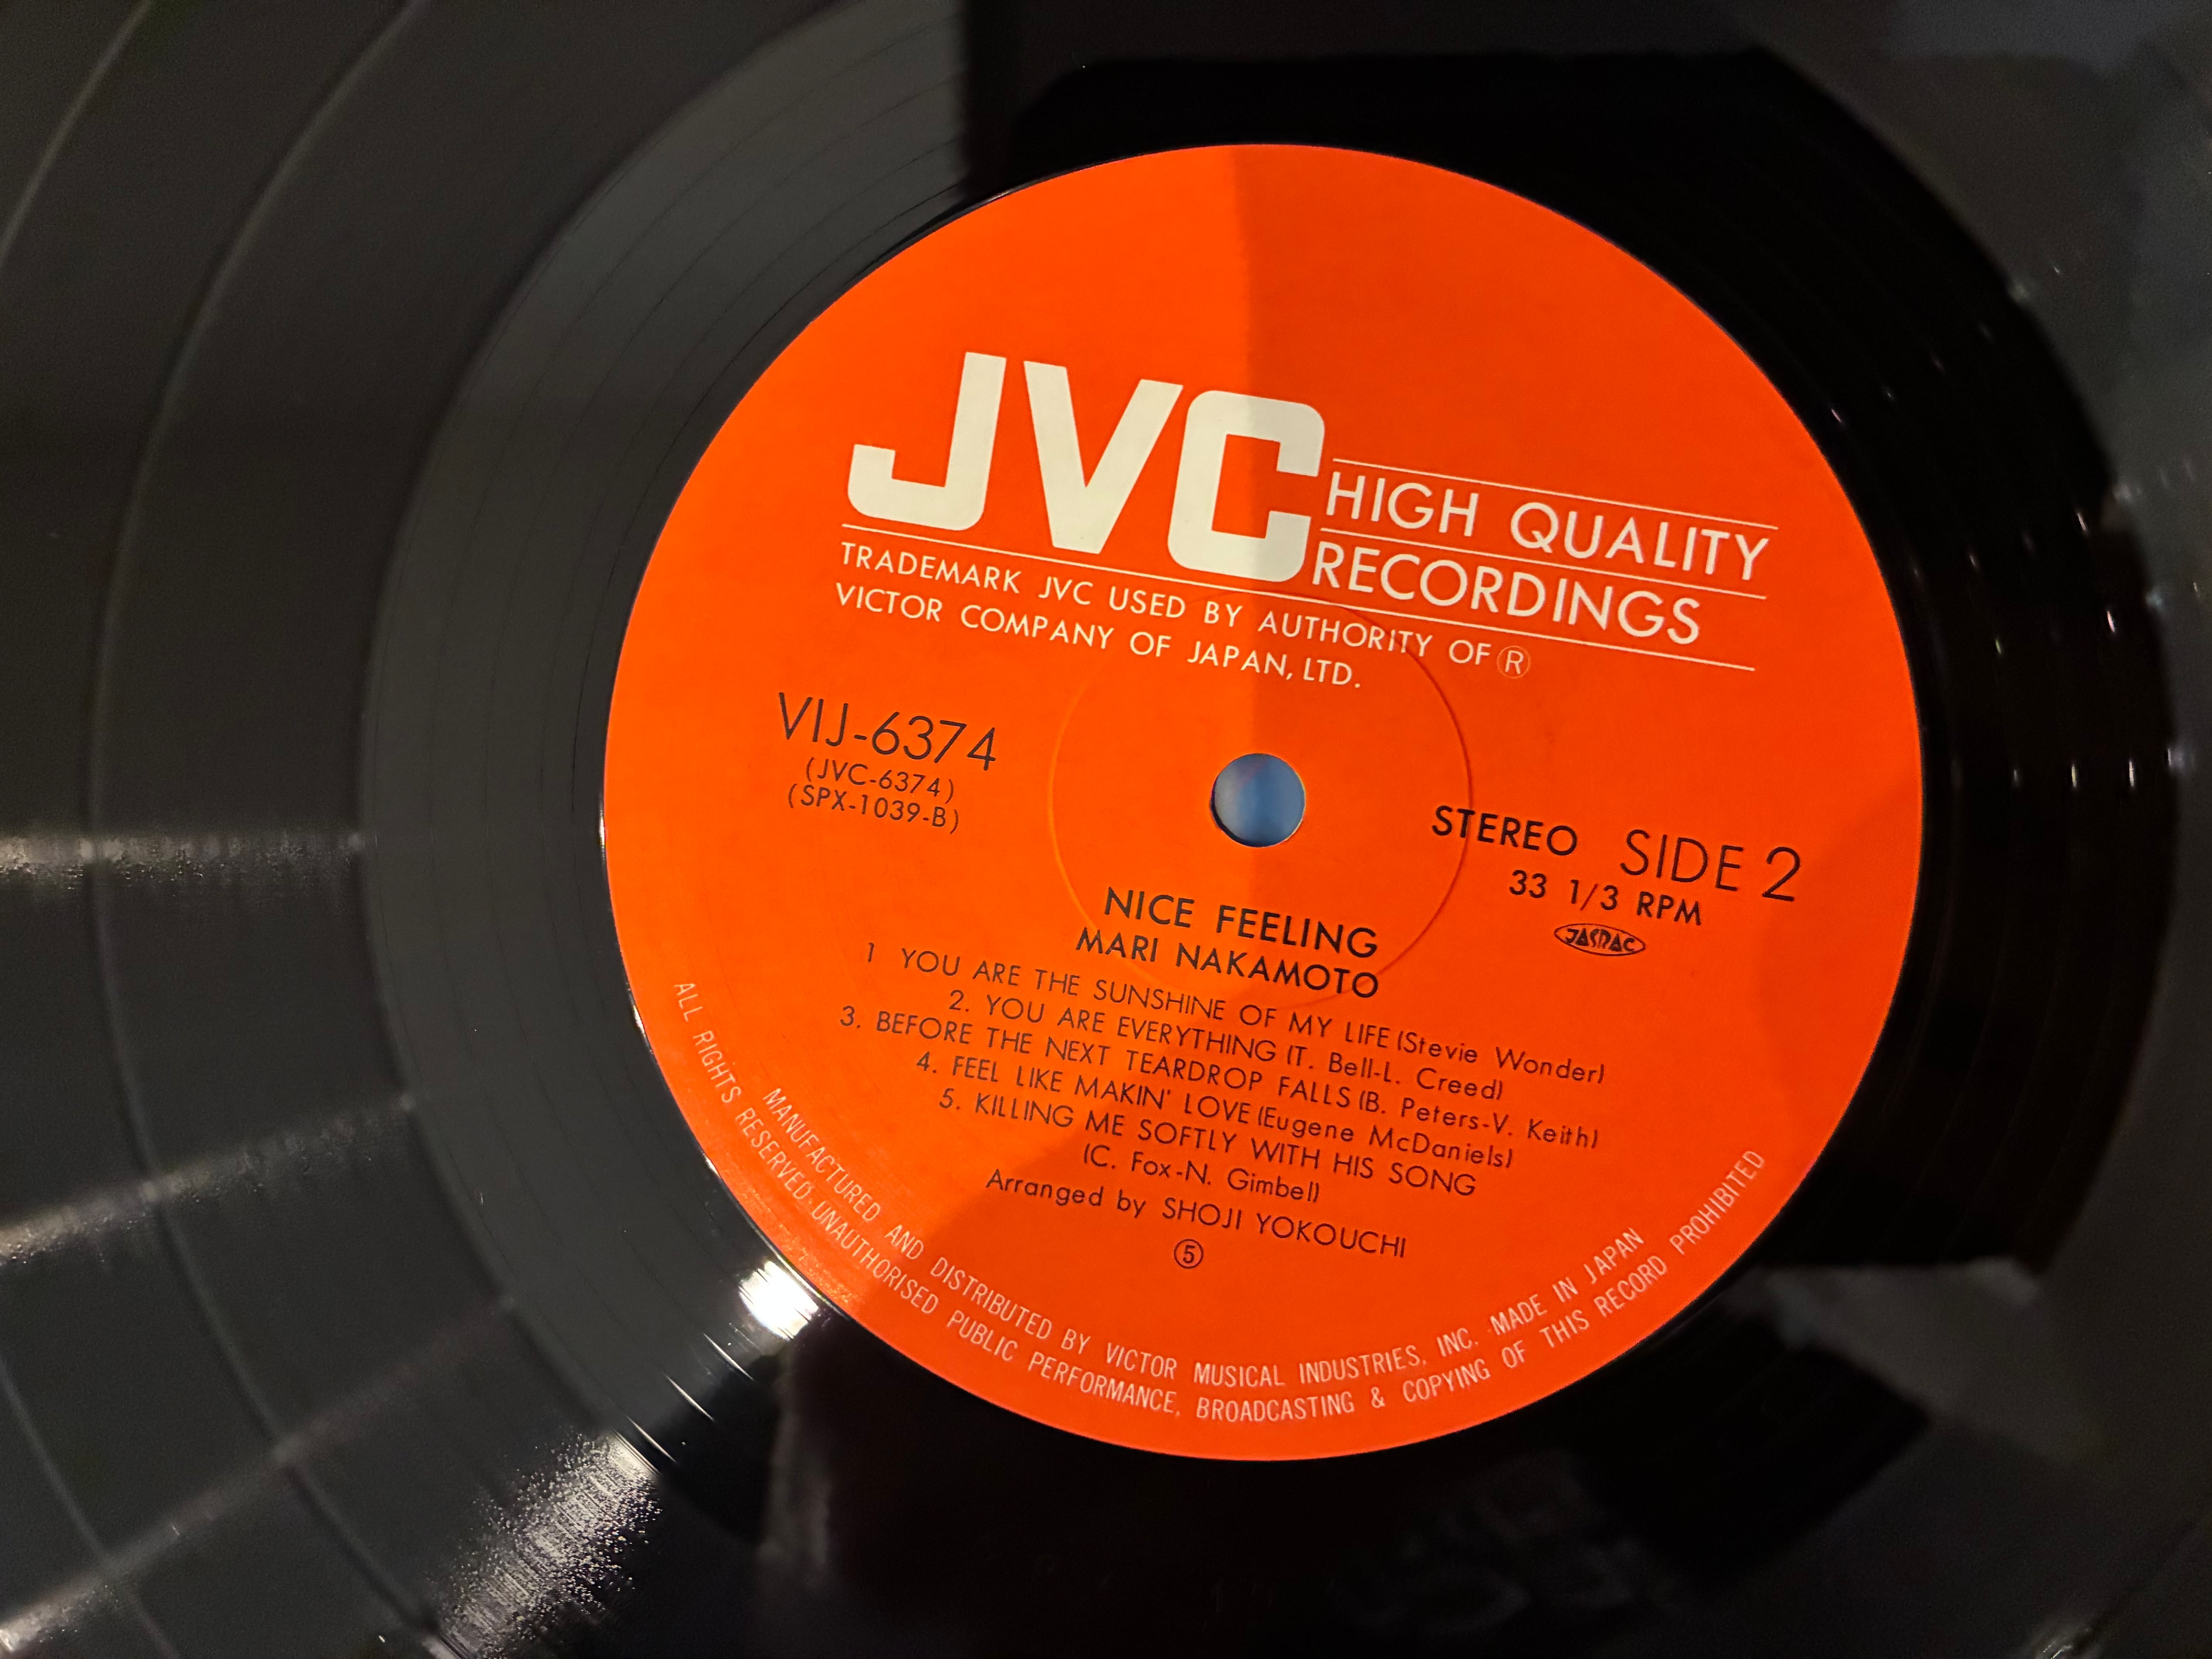 JVC HIGH QUALITY
RECORDINGS
TRADEMARK JVC USED BY AUTHORITY OF ®
VICTOR COMPANY OF JAPAN, LTD.
VIJ-6374
(JVC-6374)
(SPX-1039-B)
STEREO SIDE 2
33 1/3 RPM
JASRAC
NICE FEELING
MARI NAKAMOTO
1 YOU ARE THE SUNSHINE OF MY LIFE (Stevie Wonder)
2. YOU ARE EVERYTHING (T. Bell-L. Creed)
3. BEFORE THE NEXT TEARDROP FALLS (B. Peters-V. Keith)
4. FEEL LIKE MAKIN' LOVE (Eugene McDaniels)
5. KILLING ME SOFTLY WITH HIS SONG
(C. Fox-N. Gimbel)
Arranged by SHOJI YOKOUCHI
⑤
MANUFACTURED AND DISTRIBUTED BY VICTOR MUSICAL INDUSTRIES, INC. MADE IN JAPAN
ALL RIGHTS RESERVED. UNAUTHORISED PUBLIC PERFORMANCE, BROADCASTING & COPYING OF THIS RECORD PROHIBITED